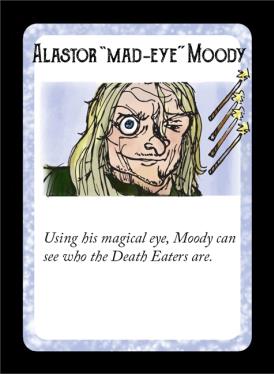 Alastor "mad-eye" Moody
Using his magical eye, Moody can
see who the Death Eaters are.